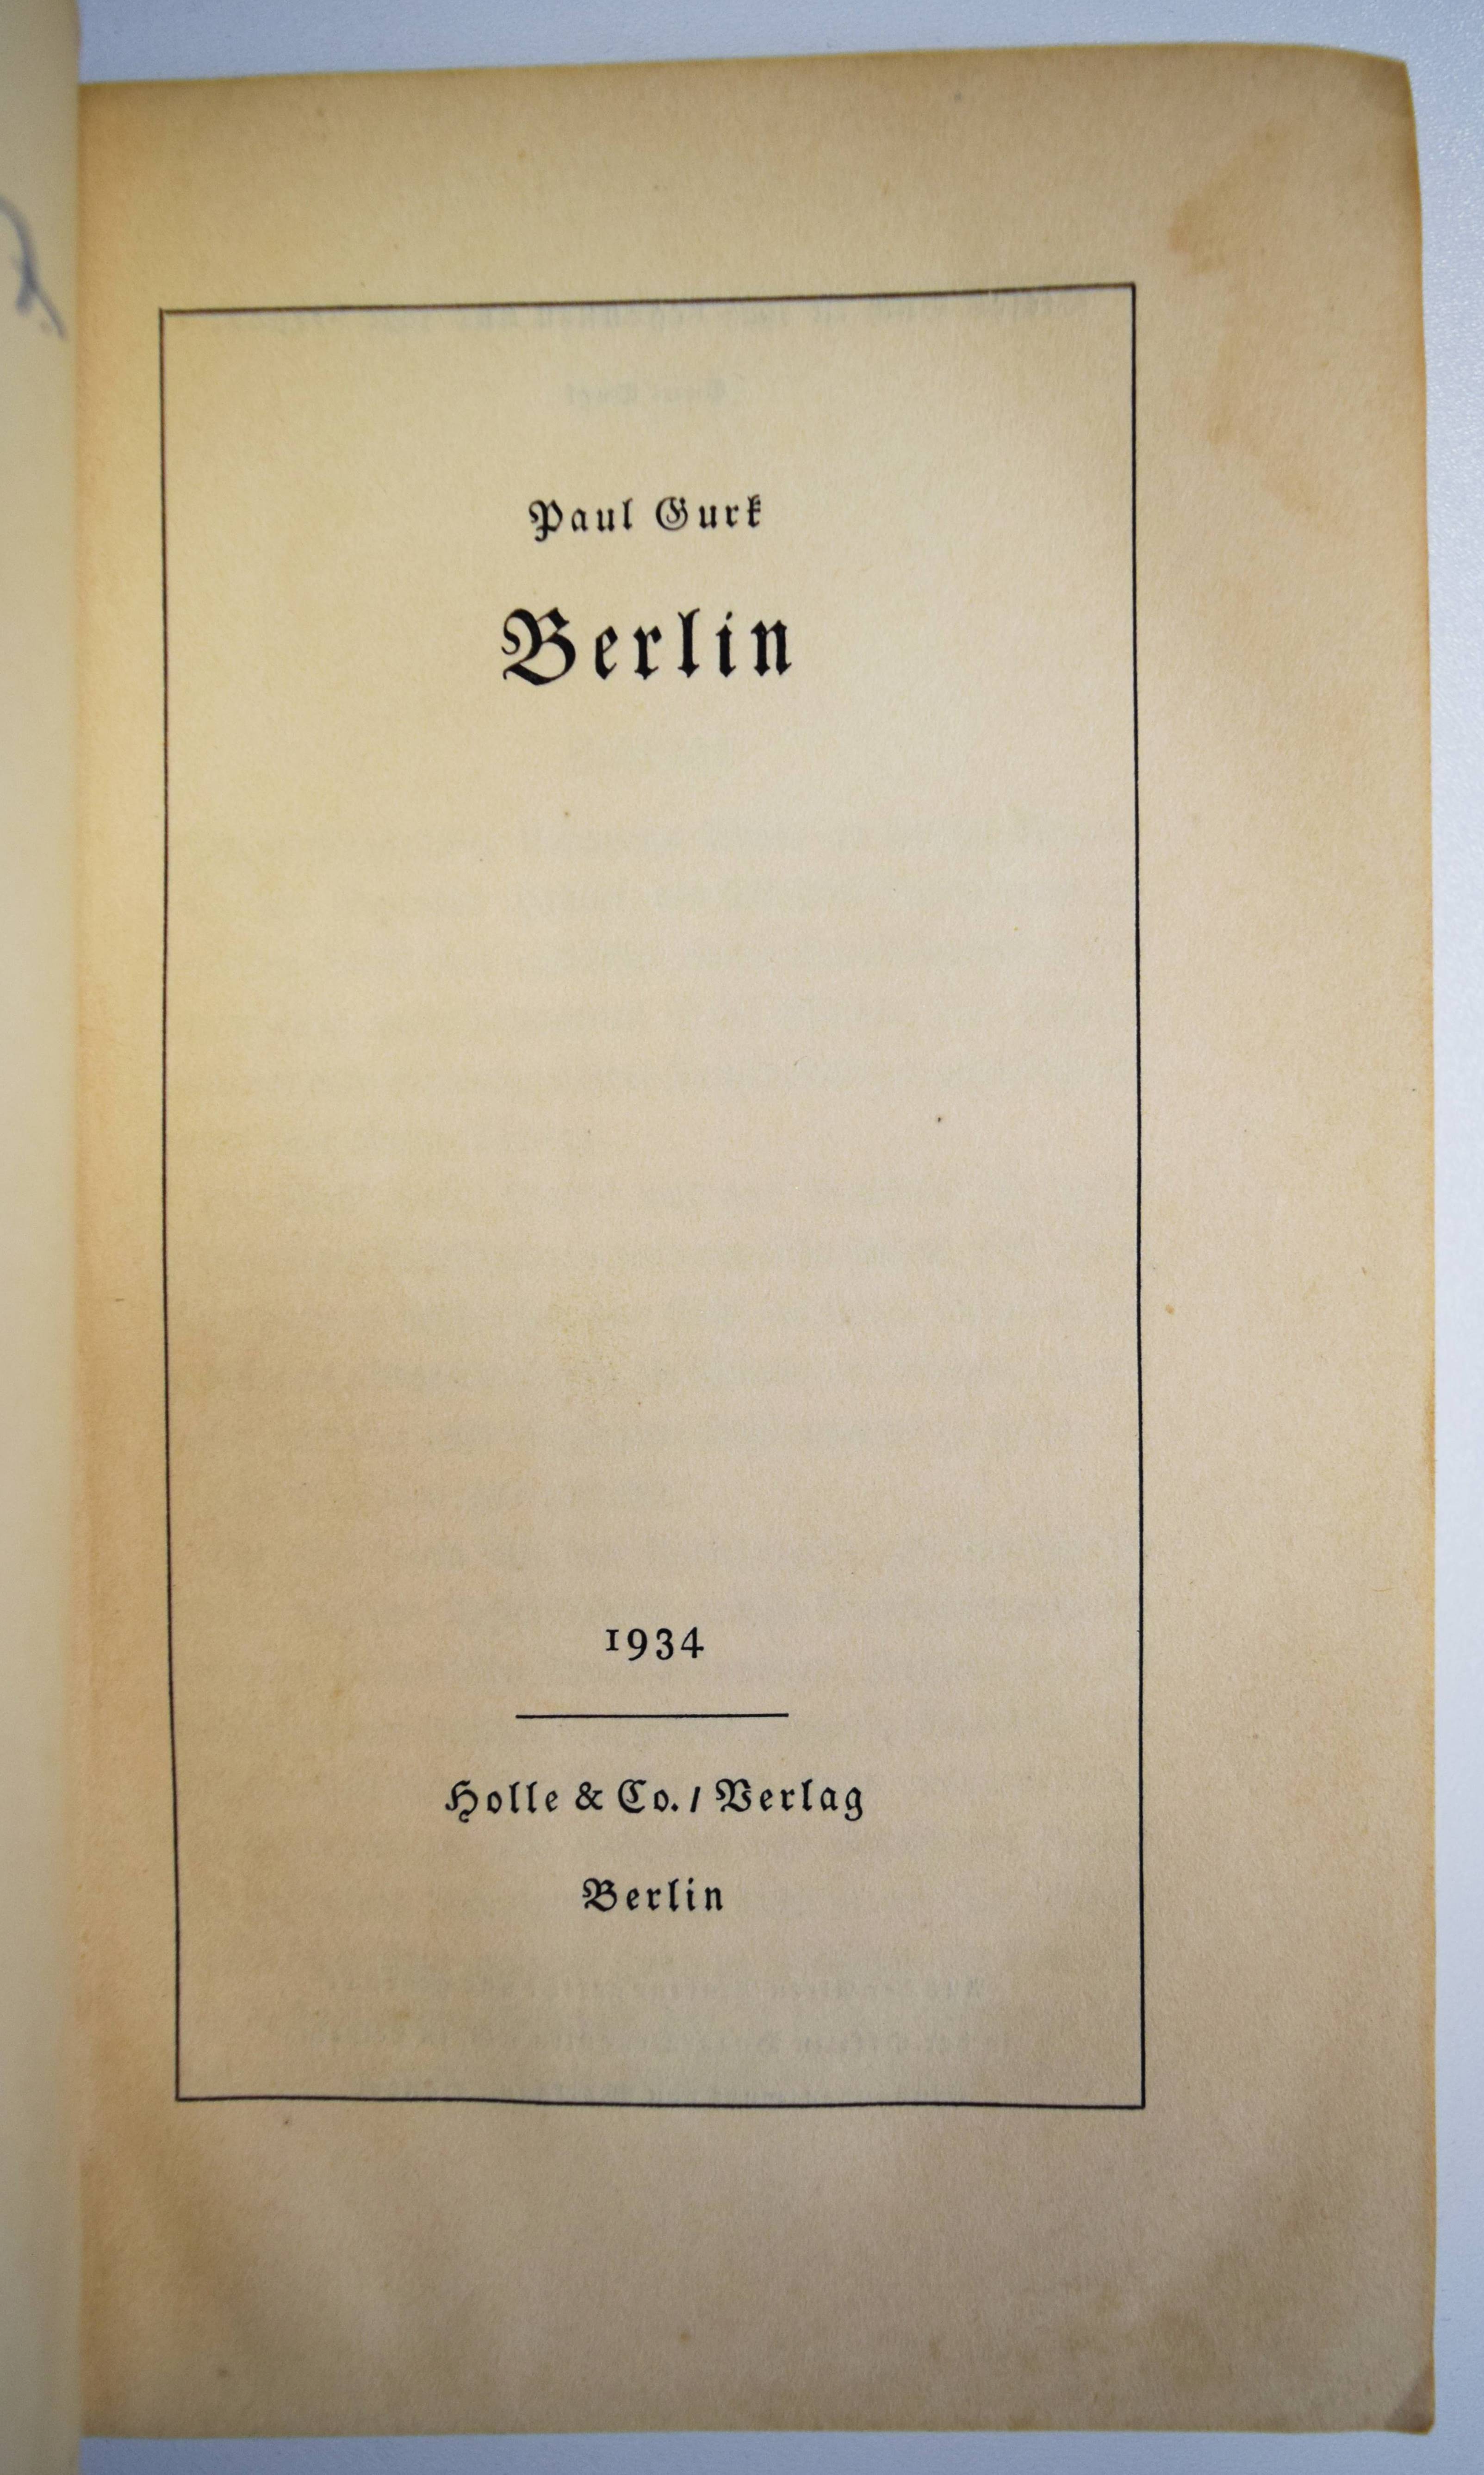 Paul Gurk
Berlin
1934
Holle & Co. / Verlag
Berlin